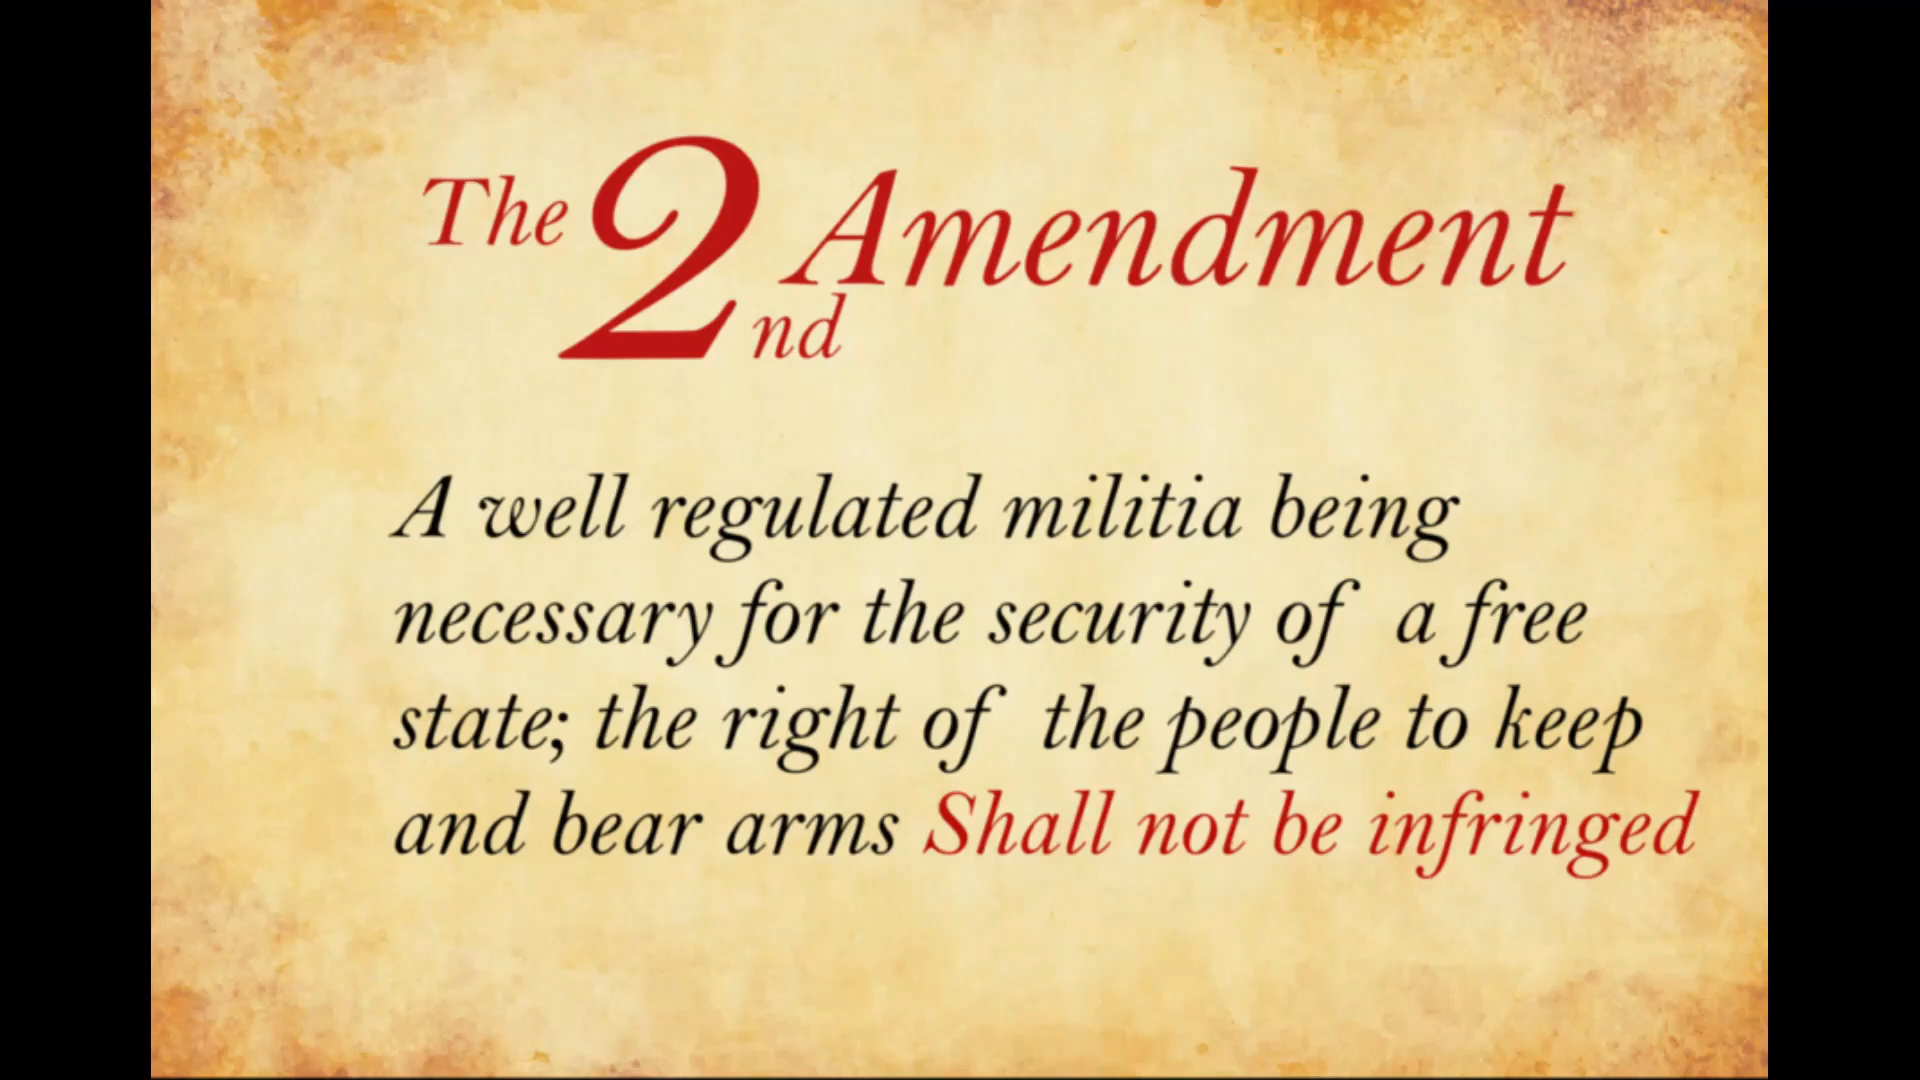 The 2nd Amendment
A well regulated militia being
necessary for the security of a free
state; the right of the people to keep
and bear arms Shall not be infringed